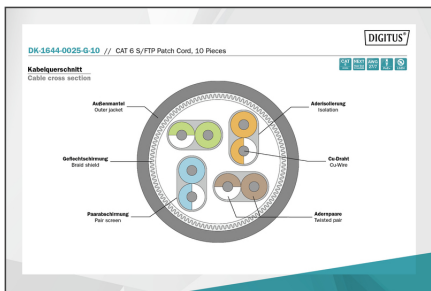 DIGITUS®
DK-1644-0025-G-10 // CAT 6 S/FTP Patch Cord, 10 Pieces
Kabelquerschnitt
Cable cross section
Außenmantel
Outer jacket
Aderisolierung
Isolation
Geflechtschirmung
Braid shield
Cu-Draht
Cu-Wire
Paarabschirmung
Pair screen
Adernpaare
Twisted pair